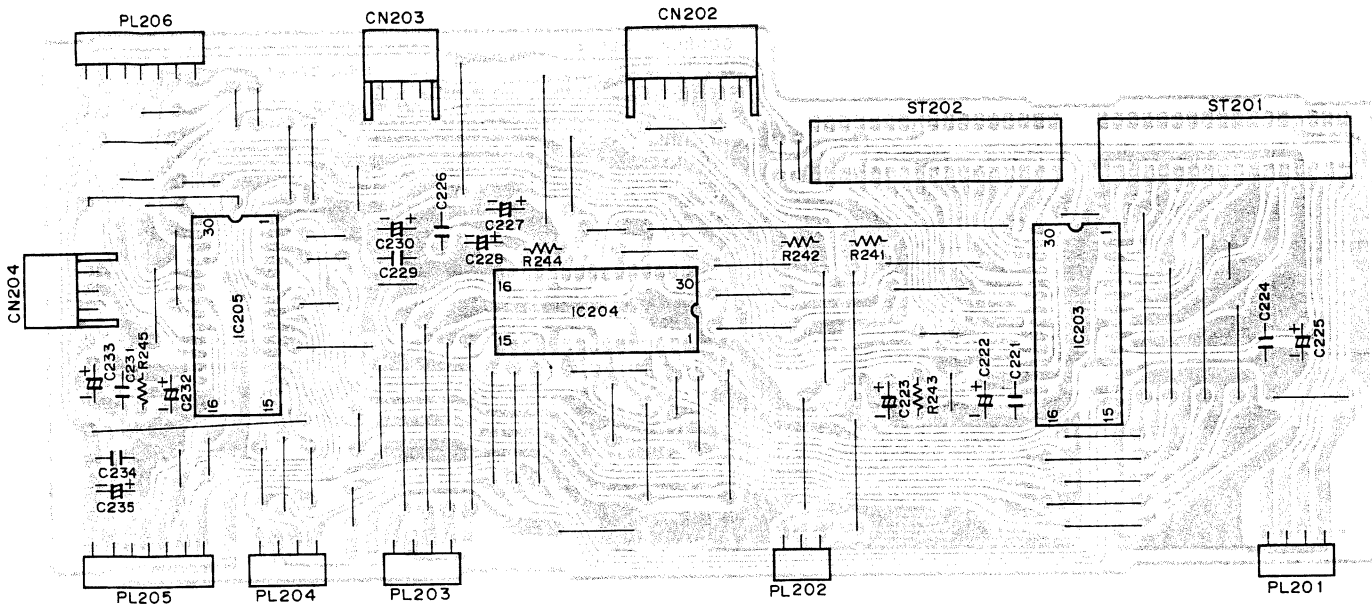 PL206
CN203
CN202
ST202
ST201
30
1
C230
C229
C226
C227
C228
R244
R242
R241
30
1
CN204
IC205
16
IC204
30
15
1
IC203
C224
C225
C233
C231
R245
C232
16
15
C223
R243
C222
C221
16
15
C234
C235
PL205
PL204
PL203
PL202
PL201